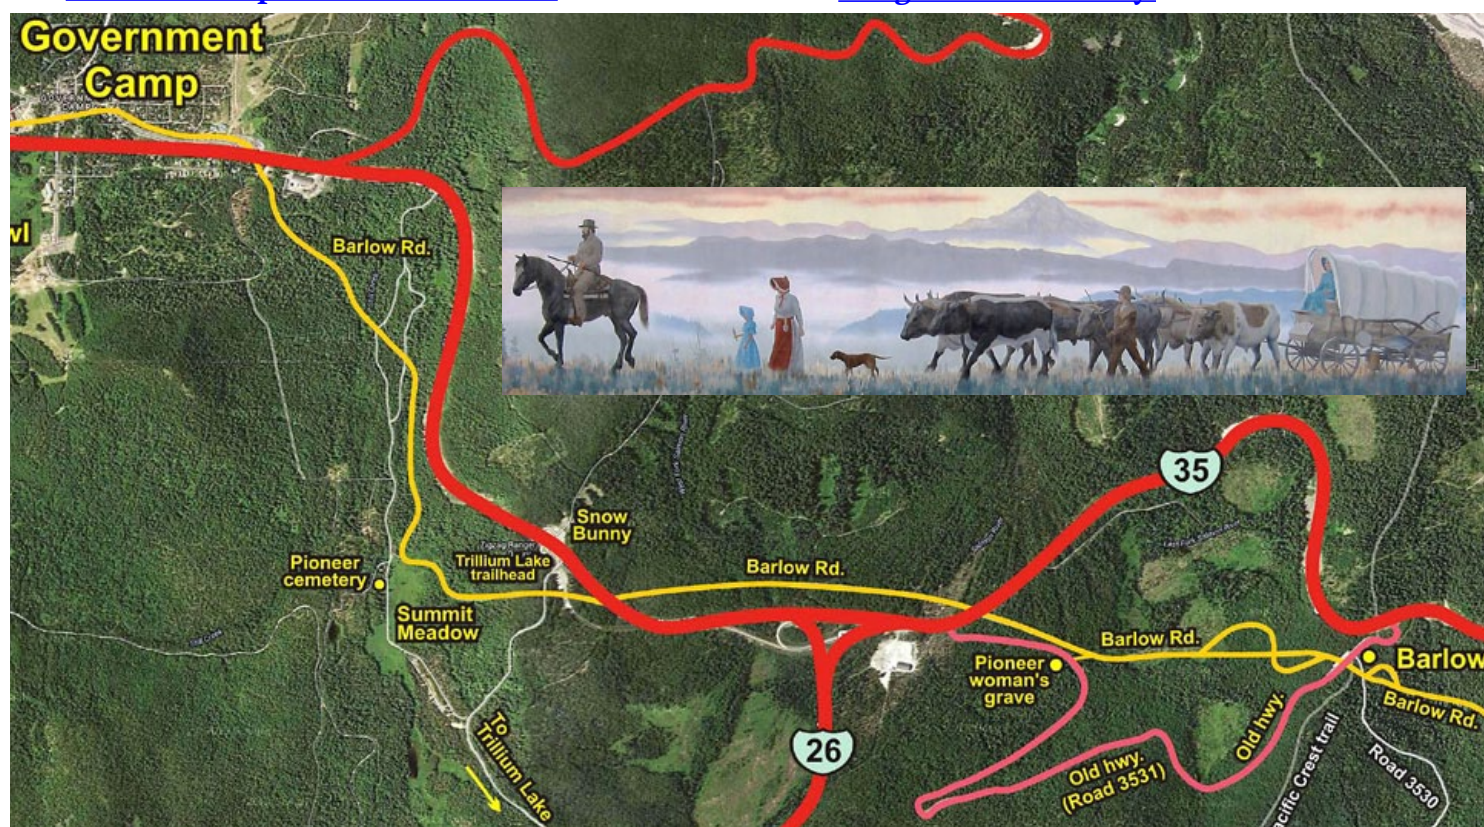 Government
Camp
wl
Barlow Rd.
35
Snow
Bunny
Trillium Lake
trailhead
Pioneer
cemetery
Barlow Rd.
Summit
Meadow
Barlow Rd.
Pioneer
woman's
grave
Barlow
Barlow Rd.
To
Trillium Lake
26
Old hwy.
(Road 3531)
Old hwy.
acific Crest trail
Road 3530